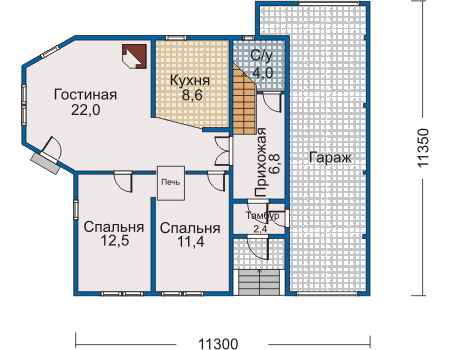 С/у
4,0
Кухня
8,6
Гостиная
22,0
Прихожая
6,8
Гараж
11350
Печь
Спальня
12,5
Спальня
11,4
Тамбур
2,4
11300